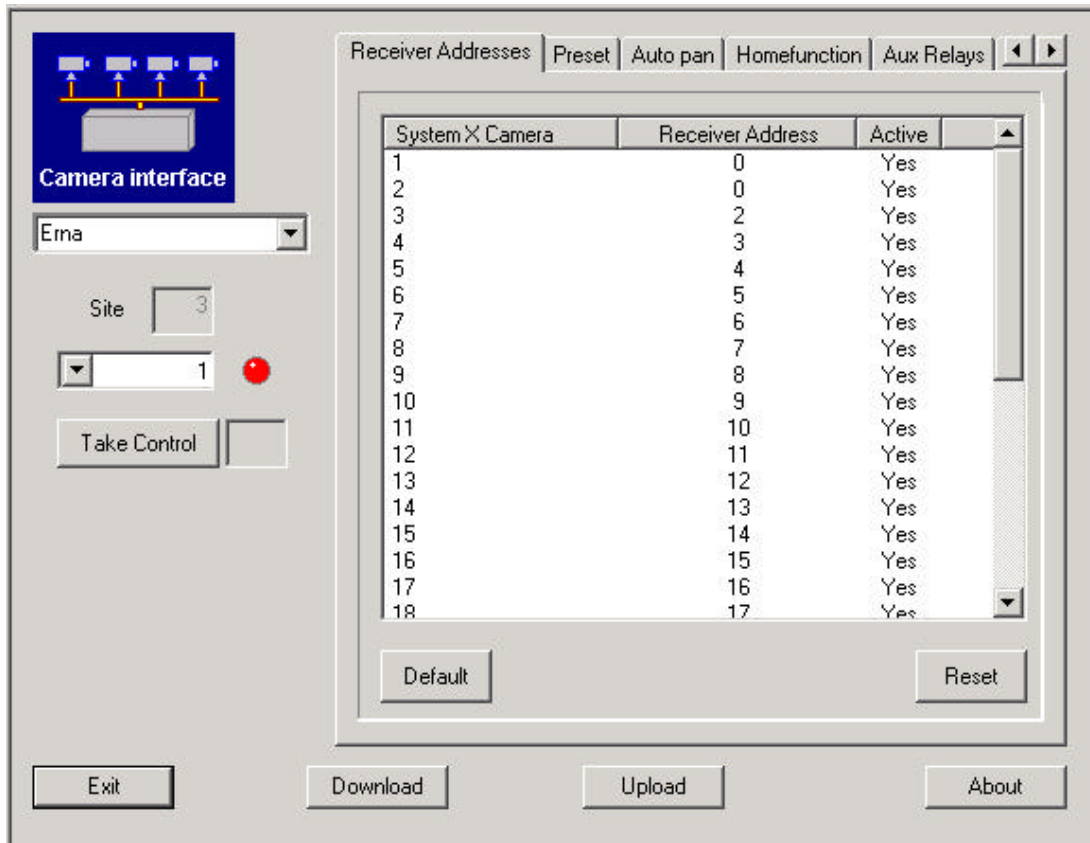 Camera interface
Erna
Site 3
1
Take Control
Receiver Addresses Preset Auto pan Homefunction Aux Relays
System X Camera Receiver Address Active
1 0 Yes
2 0 Yes
3 2 Yes
4 3 Yes
5 4 Yes
6 5 Yes
7 6 Yes
8 7 Yes
9 8 Yes
10 9 Yes
11 10 Yes
12 11 Yes
13 12 Yes
14 13 Yes
15 14 Yes
16 15 Yes
17 16 Yes
18 17 Yes
Default Reset
Exit Download Upload About